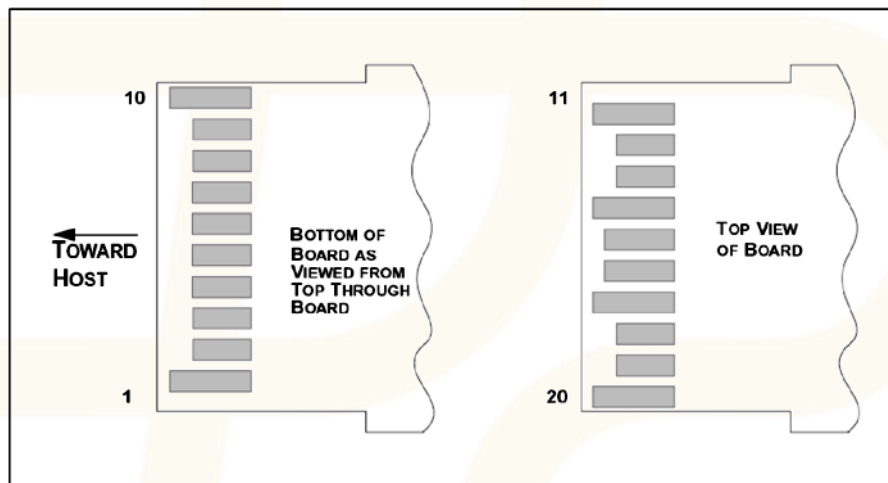 10
1
TOWARD
HOST
BOTTOM OF
BOARD AS
VIEWED FROM
TOP THROUGH
BOARD
11
20
TOP VIEW
OF BOARD